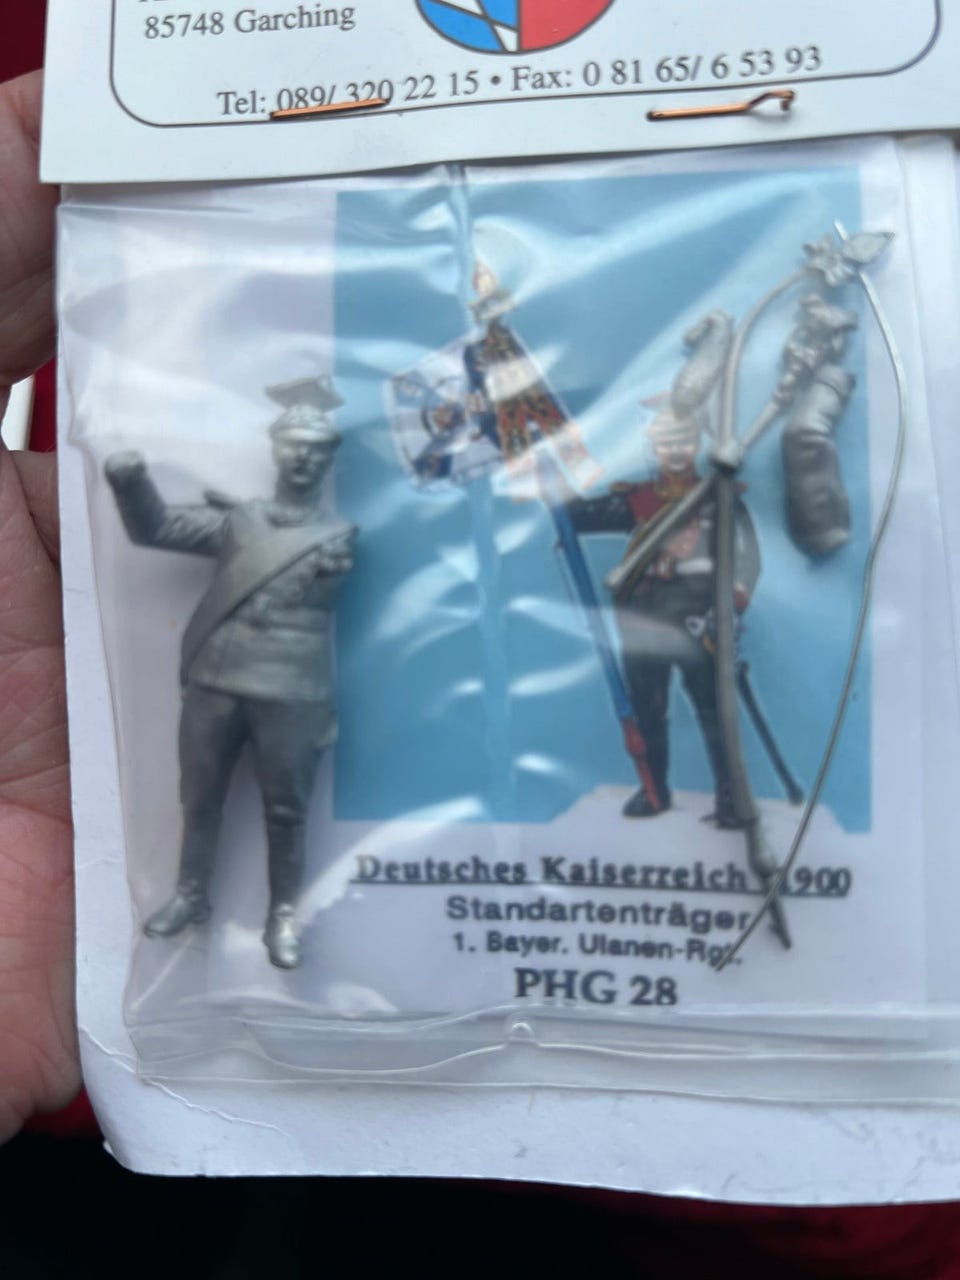 85748 Garching
Tel: 089/ 320 22 15 • Fax: 0 81 65/ 6 53 93
Deutsches Kaiserreich 1900
Standartenträger
1. Bayer. Ulanen-Rgt.
PHG 28